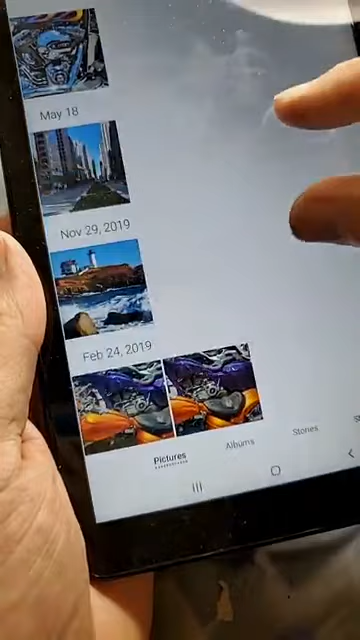 May 18
Nov 29, 2019
Feb 24, 2019
Pictures
Albums
Stories